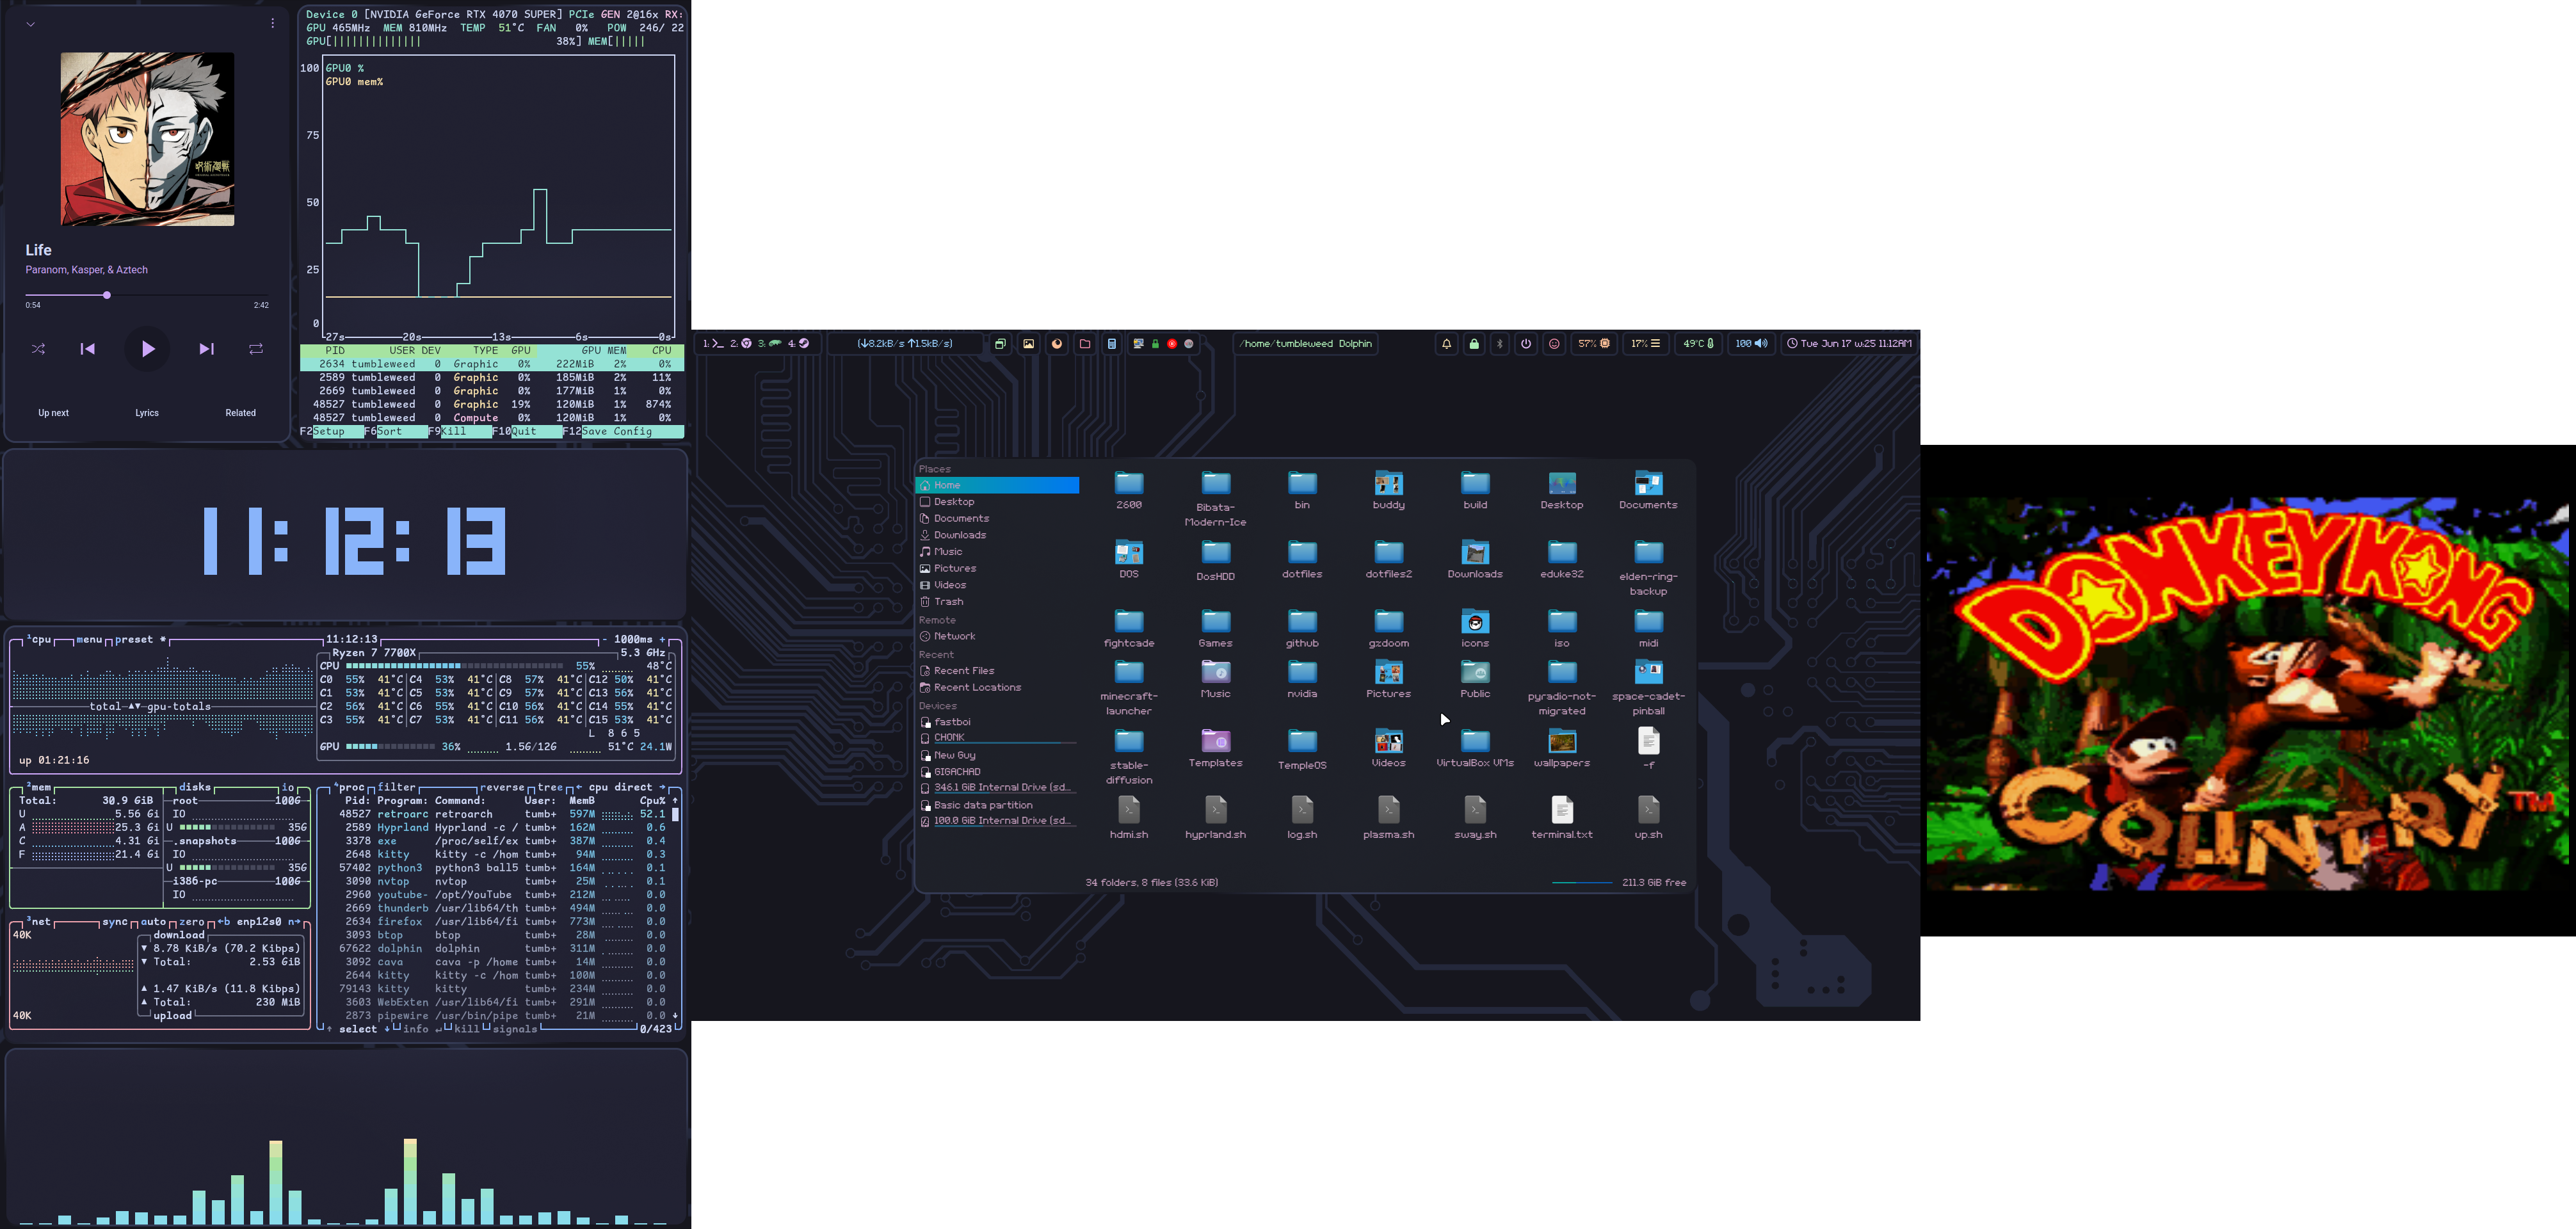 呪術廻戦
Life
Paranom, Kasper, & Aztech
0:54 2:42
Up next Lyrics Related
Device 0 [NVIDIA GeForce RTX 4070 SUPER] PCIe GEN 2@16x RX:
GPU 465MHz MEM 810MHz TEMP 51°C FAN 0% POW 246/ 22
GPU[||||||||||||||| 38%] MEM[|||||
100 GPU0 %
GPU0 mem%
75
50
25
0
27s 20s 13s 6s 0s
PID USER DEV TYPE GPU GPU MEM CPU
2634 tumbleweed 0 Graphic 0% 222MiB 2% 0%
2589 tumbleweed 0 Graphic 0% 185MiB 2% 11%
2669 tumbleweed 0 Graphic 0% 177MiB 1% 0%
48527 tumbleweed 0 Graphic 19% 120MiB 1% 874%
48527 tumbleweed 0 Compute 0% 120MiB 1% 0%
F2Setup F6Sort F9Kill F10Quit F12Save Config
11:12:13
¹cpu menu preset * 11:12:13 - 1000ms +
Ryzen 7 7700X 5.3 GHz
CPU 55% 48°C
C0 55% 41°C C4 53% 41°C C8 57% 41°C C12 50% 41°C
C1 53% 41°C C5 53% 41°C C9 57% 41°C C13 56% 41°C
total ▲▼ gpu-totals
C2 56% 41°C C6 55% 41°C C10 56% 41°C C14 55% 41°C
C3 55% 41°C C7 53% 41°C C11 56% 41°C C15 53% 41°C
L 8 6 5
GPU 36% 1.5G/12G 51°C 24.1W
up 01:21:16
²mem disks io
Total: 30.9 GiB root 100G
U 5.56 Gi IO
A 25.3 Gi U 35G
C 4.31 Gi .snapshots 100G
F 21.4 Gi IO
U 35G
i386-pc 100G
IO
³net sync auto zero ←b enp12s0 n→
40K download
▼ 8.78 KiB/s (70.2 Kibps)
▼ Total: 2.53 GiB
▲ 1.47 KiB/s (11.8 Kibps)
▲ Total: 230 MiB
40K upload
⁴proc filter reverse tree ← cpu direct →
Pid: Program: Command: User: MemB Cpu% ↑
48527 retroarc retroarch tumb+ 597M 52.1
2589 Hyprland Hyprland -c / tumb+ 162M 0.6
3378 exe /proc/self/ex tumb+ 387M 0.4
2648 kitty kitty -c /hom tumb+ 94M 0.3
57402 python3 python3 ball5 tumb+ 164M 0.1
3090 nvtop nvtop tumb+ 25M 0.1
2960 youtube- /opt/YouTube tumb+ 212M 0.0
2669 thunderb /usr/lib64/th tumb+ 494M 0.0
2634 firefox /usr/lib64/fi tumb+ 773M 0.0
3093 btop btop tumb+ 28M 0.0
67622 dolphin dolphin tumb+ 311M 0.0
3092 cava cava -p /home tumb+ 14M 0.0
2644 kitty kitty -c /hom tumb+ 100M 0.0
79143 kitty kitty tumb+ 234M 0.0
3603 WebExten /usr/lib64/fi tumb+ 291M 0.0
2873 pipewire /usr/bin/pipe tumb+ 21M 0.0 ↓
↑ select ↓ info ↵ kill signals 0/423
1: 2: 3: 4:
(↓8.2kB/s ↑1.5kB/s)
/home/tumbleweed Dolphin
57% 17% 49°C 100 Tue Jun 17 w:25 11:12AM
Places
Home
Desktop
Documents
Downloads
Music
Pictures
Videos
Trash
Remote
Network
Recent
Recent Files
Recent Locations
Devices
fastboi
CHONK
New Guy
GIGACHAD
346.1 GiB Internal Drive (sd...
Basic data partition
100.0 GiB Internal Drive (sd...
2600 Bibata-Modern-Ice bin buddy build Desktop Documents
DOS DosHDD dotfiles dotfiles2 Downloads eduke32 elden-ring-backup
fightcade Games github gzdoom icons iso midi
minecraft-launcher Music nvidia Pictures Public pyradio-not-migrated space-cadet-pinball
stable-diffusion Templates TempleOS Videos VirtualBox VMs wallpapers -f
hdmi.sh hyprland.sh log.sh plasma.sh sway.sh terminal.txt up.sh
34 folders, 8 files (33.6 KiB) 211.3 GiB free
DONKEY KONG
COUNTRY™